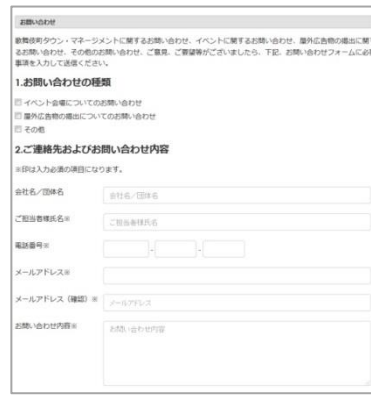 お問い合わせ
歌舞伎町タウン・マネージメントに関するお問い合わせ、イベントに関するお問い合わせ、屋外広告物の掲出に関す
るお問い合わせ、その他のお問い合わせ、ご意見、ご要望等がございましたら、下記、お問い合わせフォームに必
事項を入力して送信ください。
1.お問い合わせの種類
イベント会場についてのお問い合わせ
屋外広告物の掲出についてのお問い合わせ
その他
2.ご連絡先およびお問い合わせ内容
※印は入力必須の項目になります。
会社名／団体名 会社名／団体名
ご担当者様氏名※ ご担当者様氏名
電話番号※ - -
メールアドレス※
メールアドレス（確認）※ メールアドレス
お問い合わせ内容※ お問い合わせ内容